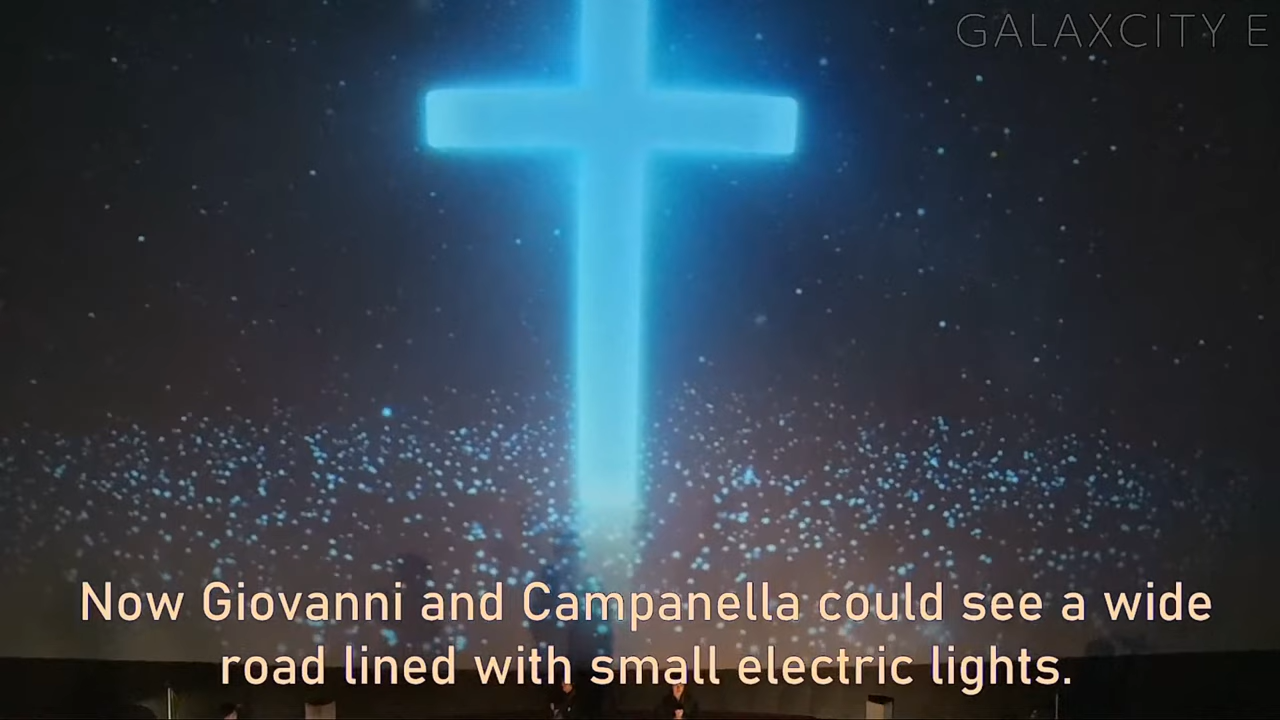 GALAXCITY E
Now Giovanni and Campanella could see a wide
road lined with small electric lights.